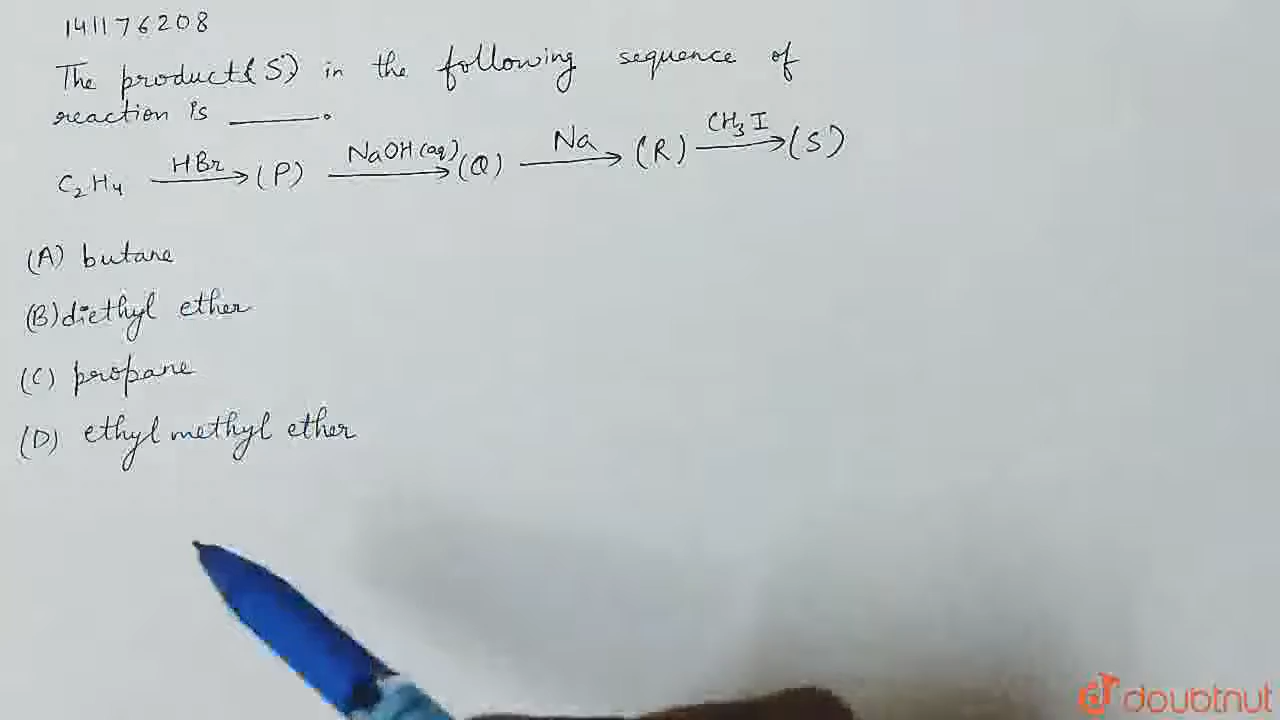 141176208
The product (S) in the following sequence of
reaction is ______.
C₂H₄ —HBr→ (P) —NaOH(aq)→ (Q) —Na→ (R) —CH₃I→ (S)
(A) butane
(B) diethyl ether
(C) propane
(D) ethyl methyl ether
doubtnut